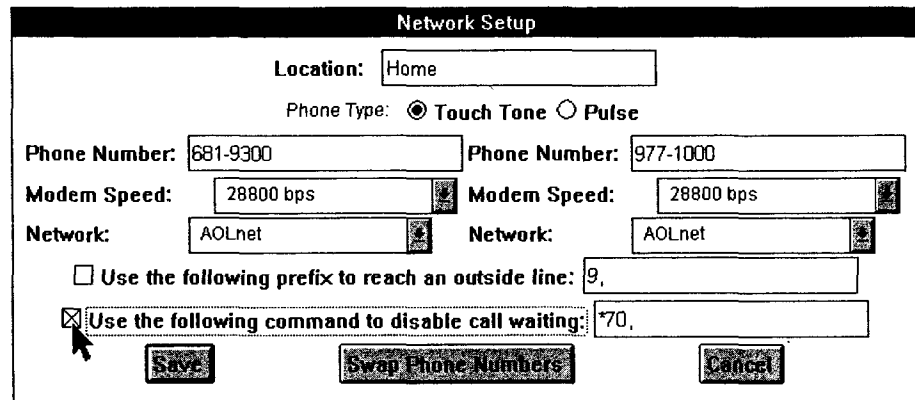 Network Setup
Location: Home
Phone Type: Touch Tone Pulse
Phone Number: 681-9300 Phone Number: 977-1000
Modem Speed: 28800 bps Modem Speed: 28800 bps
Network: AOLnet Network: AOLnet
Use the following prefix to reach an outside line: 9,
Use the following command to disable call waiting: *70,
Save Swap Phone Numbers Cancel